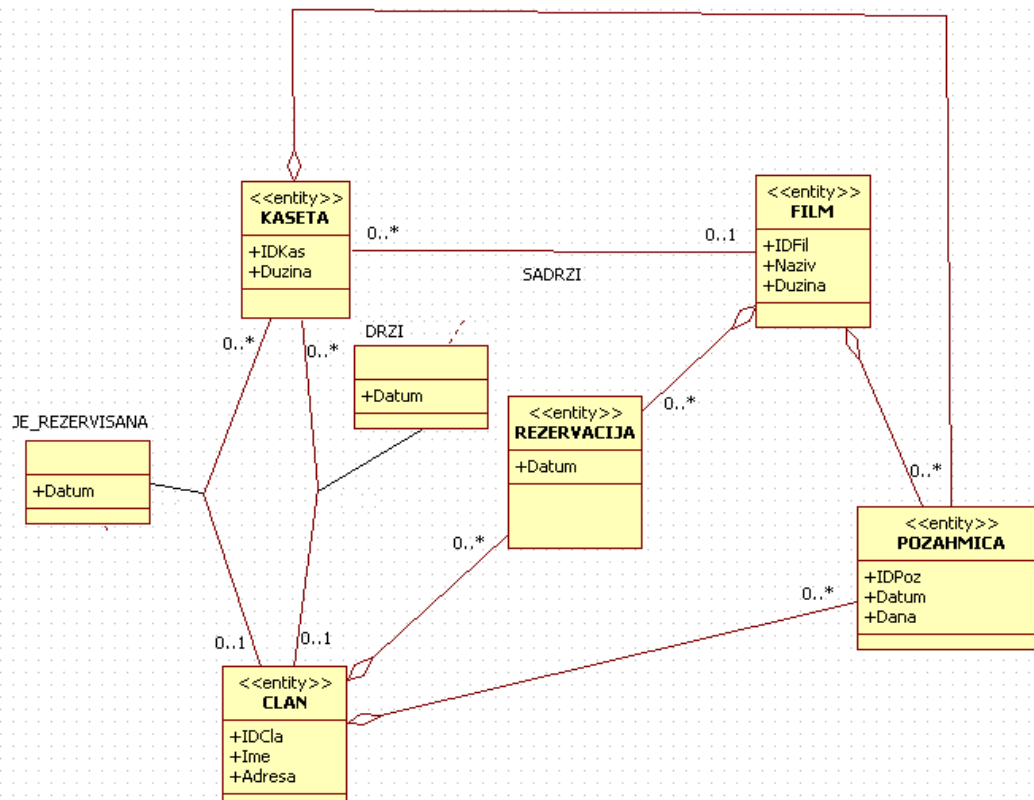 <<entity>>
KASETA
+IDKas
+Duzina
<<entity>>
FILM
+IDFil
+Naziv
+Duzina
0..*
0..1
SADRZI
0..*
0..*
DRZI
+Datum
JE_REZERVISANA
+Datum
<<entity>>
REZERVACIJA
+Datum
0..*
0..*
0..*
<<entity>>
POZAHMICA
+IDPoz
+Datum
+Dana
0..*
0..1
0..1
<<entity>>
CLAN
+IDCla
+Ime
+Adresa